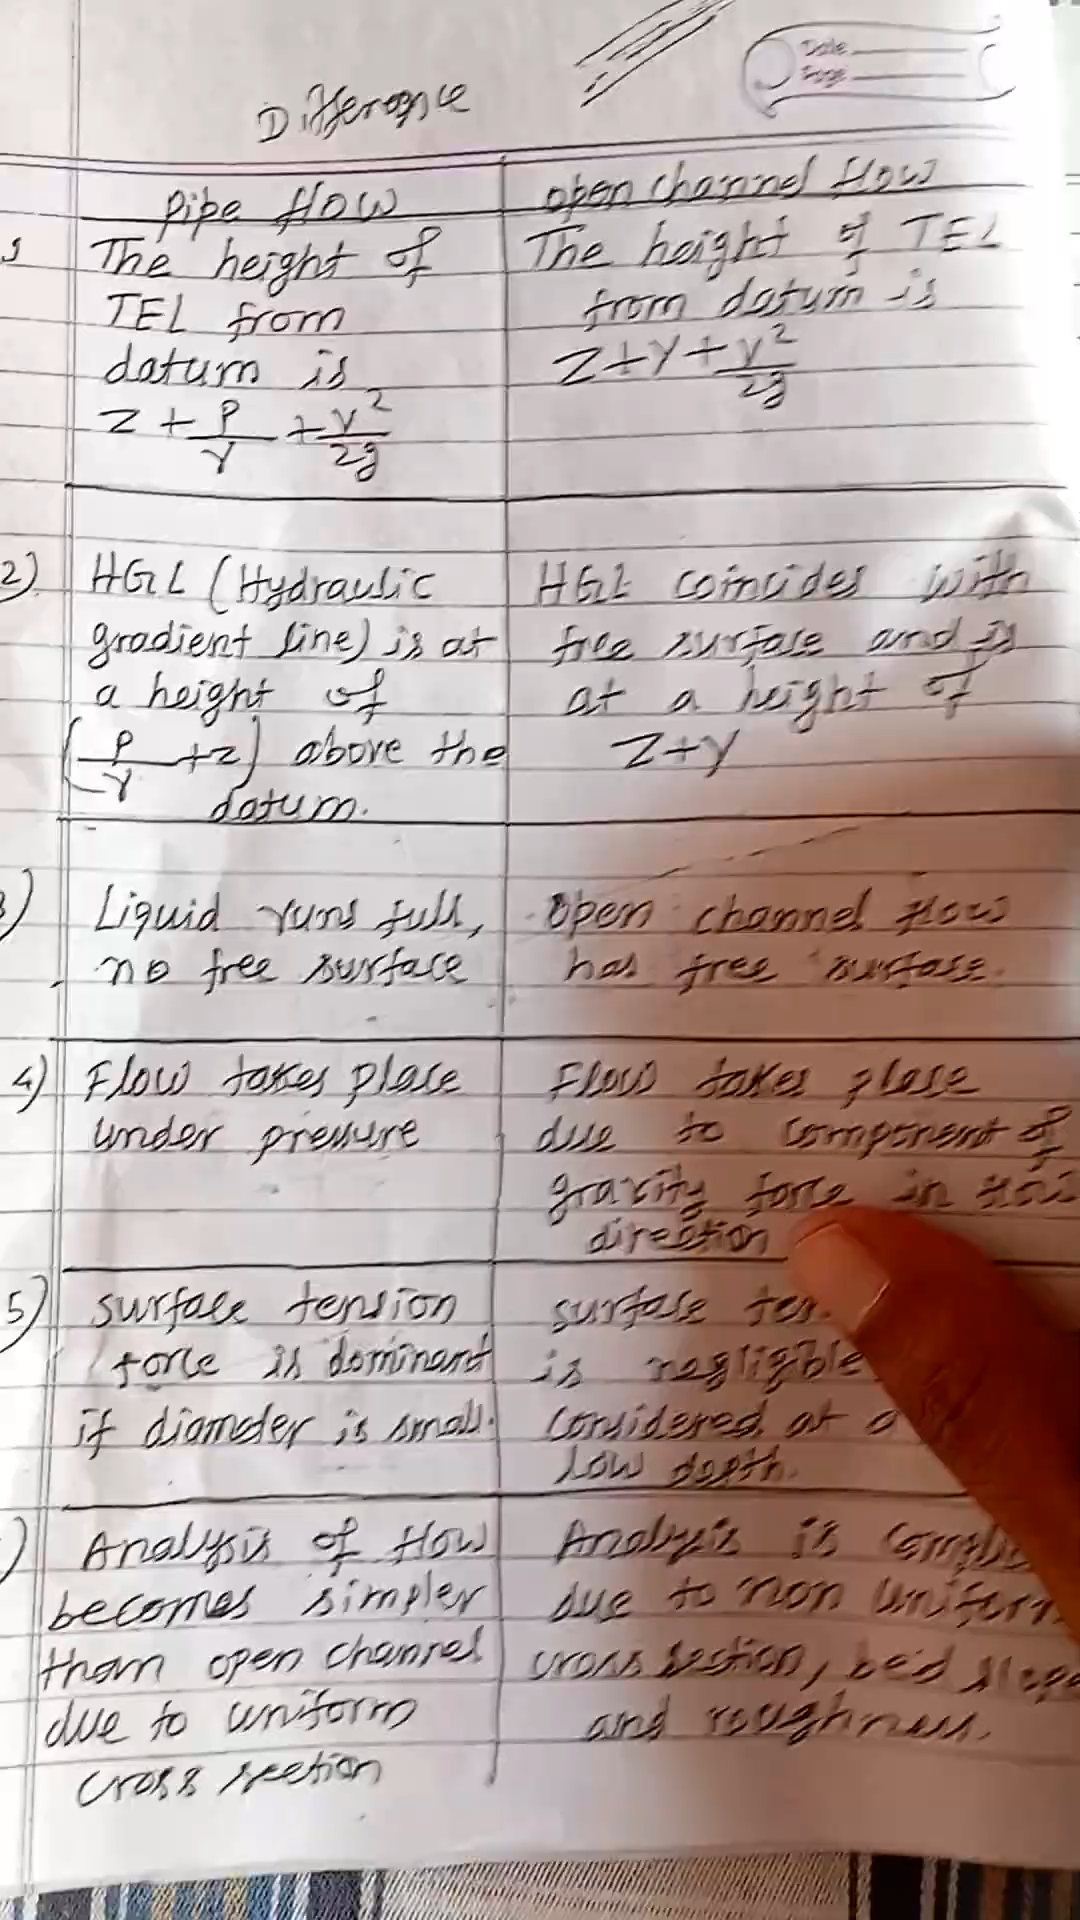 Date
Page
Difference
Pipe flow
The height of
TEL from
datum is
Z + P/γ + V²/2g
open channel flow
The height of TEL
from datum is
Z+Y+V²/2g
2)
HGL (Hydraulic
gradient line) is at
a height of
(P/γ +z) above the
datum.
HGL coincides with
free surface and is
at a height of
Z+Y
Liquid runs full,
no free surface
Open channel flow
has free surface.
4)
Flow takes place
under pressure
Flow takes place
due to component of
gravity force in
direction
5)
surface tension
force is dominant
if diameter is small.
surface
is negligible
considered at a
low depth.
Analysis of flow
becomes simpler
than open channel
due to uniform
cross section
Analysis is
due to non uniform
cross section, bed
and roughness.